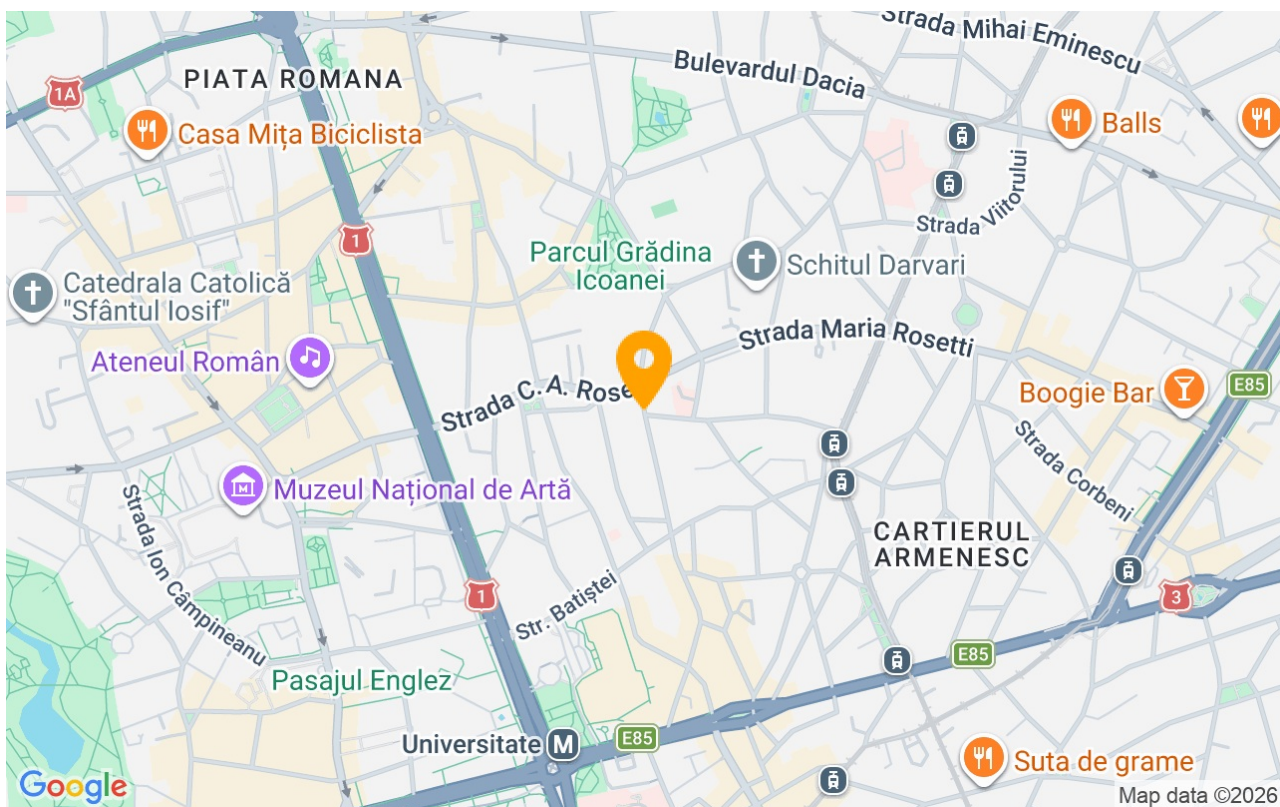 Strada Mihai Eminescu
Bulevardul Dacia
PIATA ROMANA
1A
Casa Mița Biciclista
Balls
Strada Viitorului
1
Parcul Grădina
Icoanei
Schitul Darvari
Catedrala Catolică
"Sfântul Iosif"
Strada Maria Rosetti
Ateneul Român
Strada C. A. Rose
Boogie Bar
E85
Strada Corbeni
Muzeul Național de Artă
CARTIERUL
ARMENESC
Strada Ion Câmpineanu
1
3
Str. Batiștei
E85
Pasajul Englez
Universitate
M
E85
Suta de grame
Google
Map data ©2026